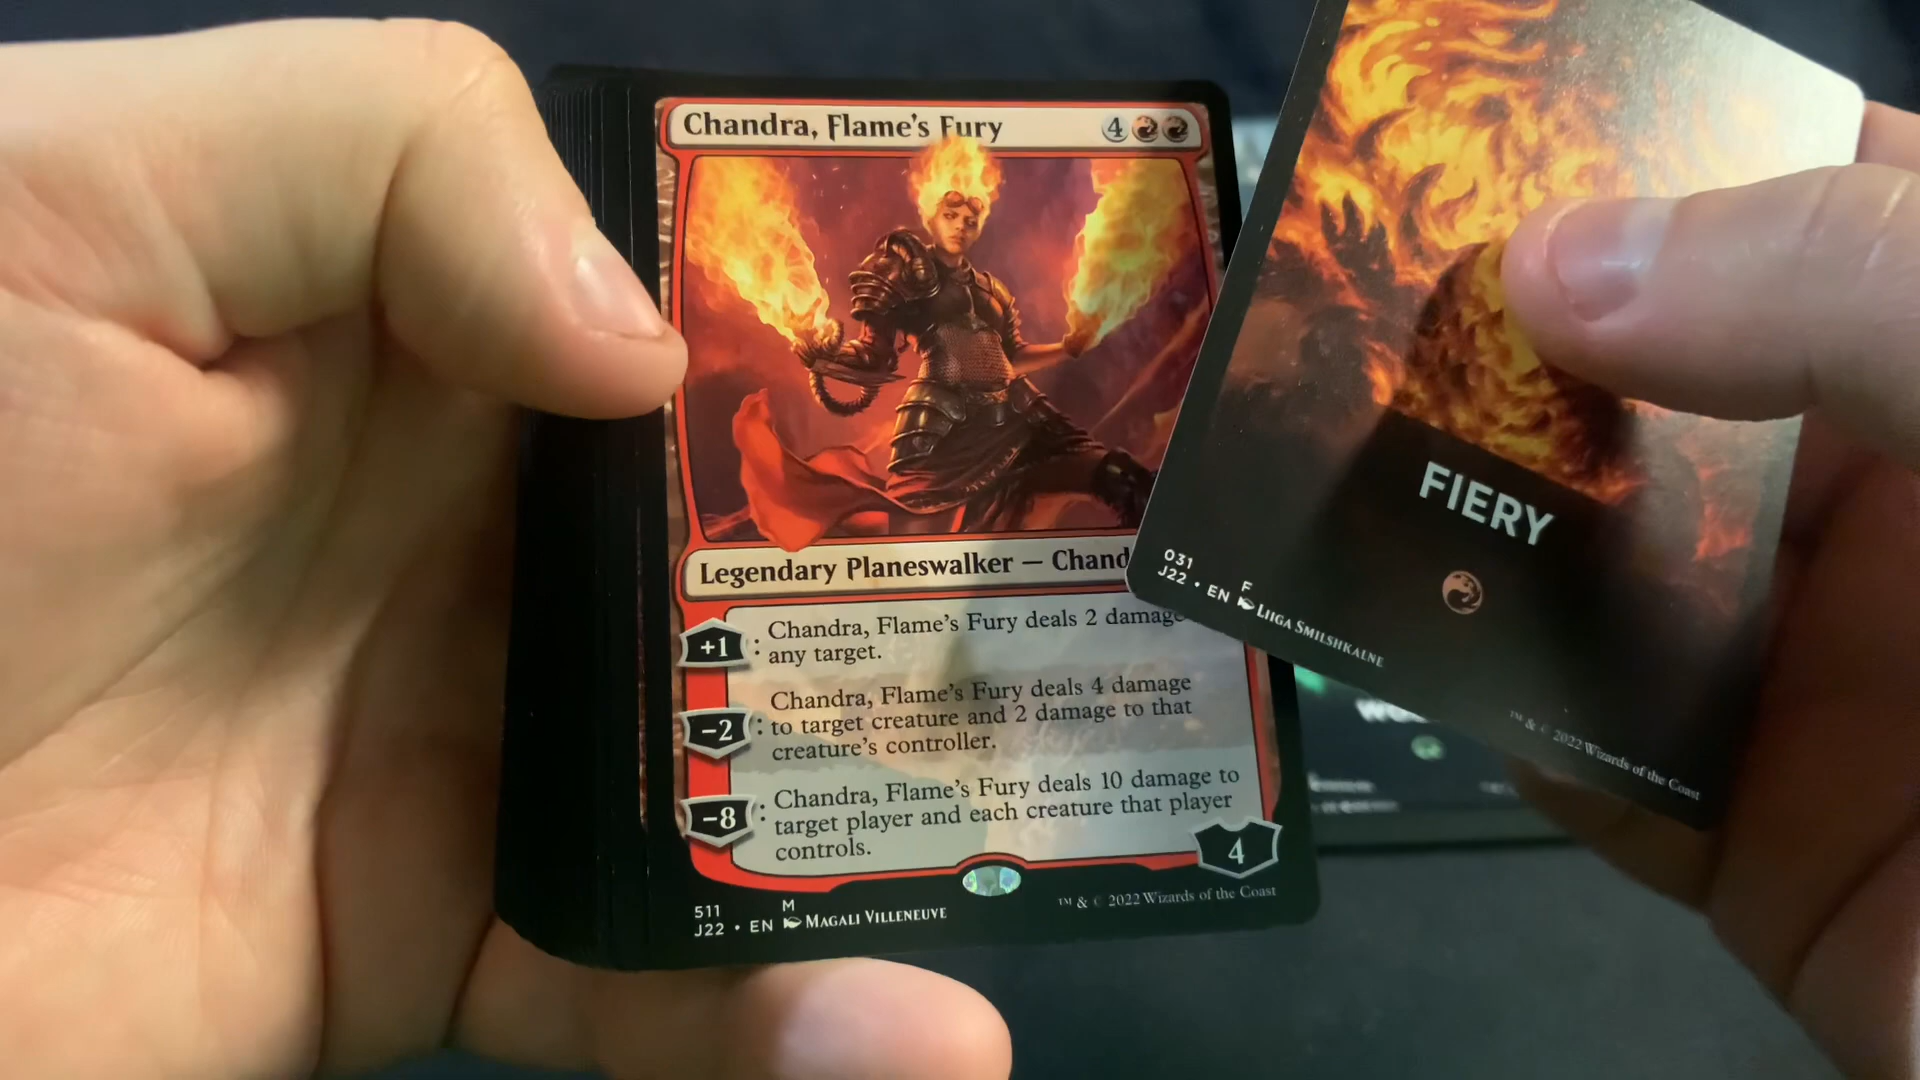 Chandra, Flame's Fury 4
Legendary Planeswalker — Chand
+1 : Chandra, Flame's Fury deals 2 damage
any target.
−2 : Chandra, Flame's Fury deals 4 damage
to target creature and 2 damage to that
creature's controller.
−8 : Chandra, Flame's Fury deals 10 damage to
target player and each creature that player
controls.
4
511 M
J22 • EN MAGALI VILLENEUVE
™ & © 2022 Wizards of the Coast
FIERY
031 F
J22 • EN LIIGA SMILSHKALNE
™ & © 2022 Wizards of the Coast